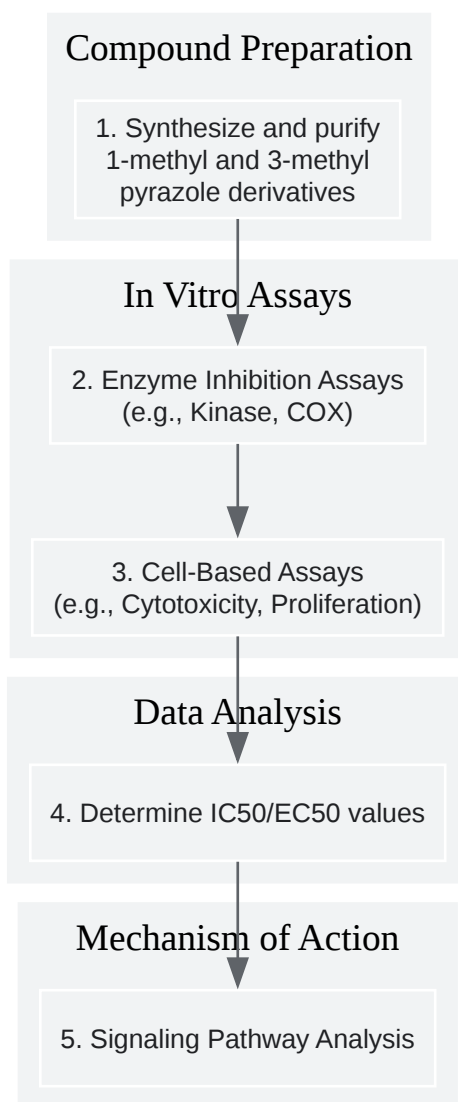 Compound Preparation
1. Synthesize and purify
1-methyl and 3-methyl
pyrazole derivatives
In Vitro Assays
2. Enzyme Inhibition Assays
(e.g., Kinase, COX)
3. Cell-Based Assays
(e.g., Cytotoxicity, Proliferation)
Data Analysis
4. Determine IC50/EC50 values
Mechanism of Action
5. Signaling Pathway Analysis